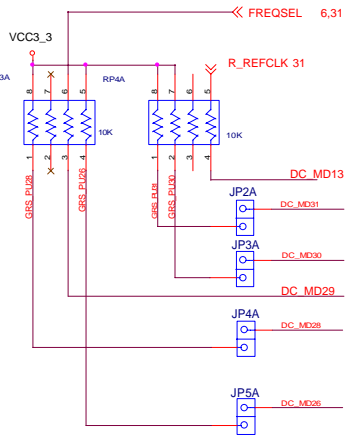 FREQSEL 6,31
VCC3_3
R_REFCLK 31
3A
RP4A
8 7 6 5
8 7 6 5
10K
10K
1 2 3 4
1 2 3 4
GRS_PU28
GRS_PU26
GRS_PU31
GRS_PU30
DC_MD13
JP2A
DC_MD31
JP3A
DC_MD30
DC_MD29
JP4A
DC_MD28
JP5A
DC_MD26